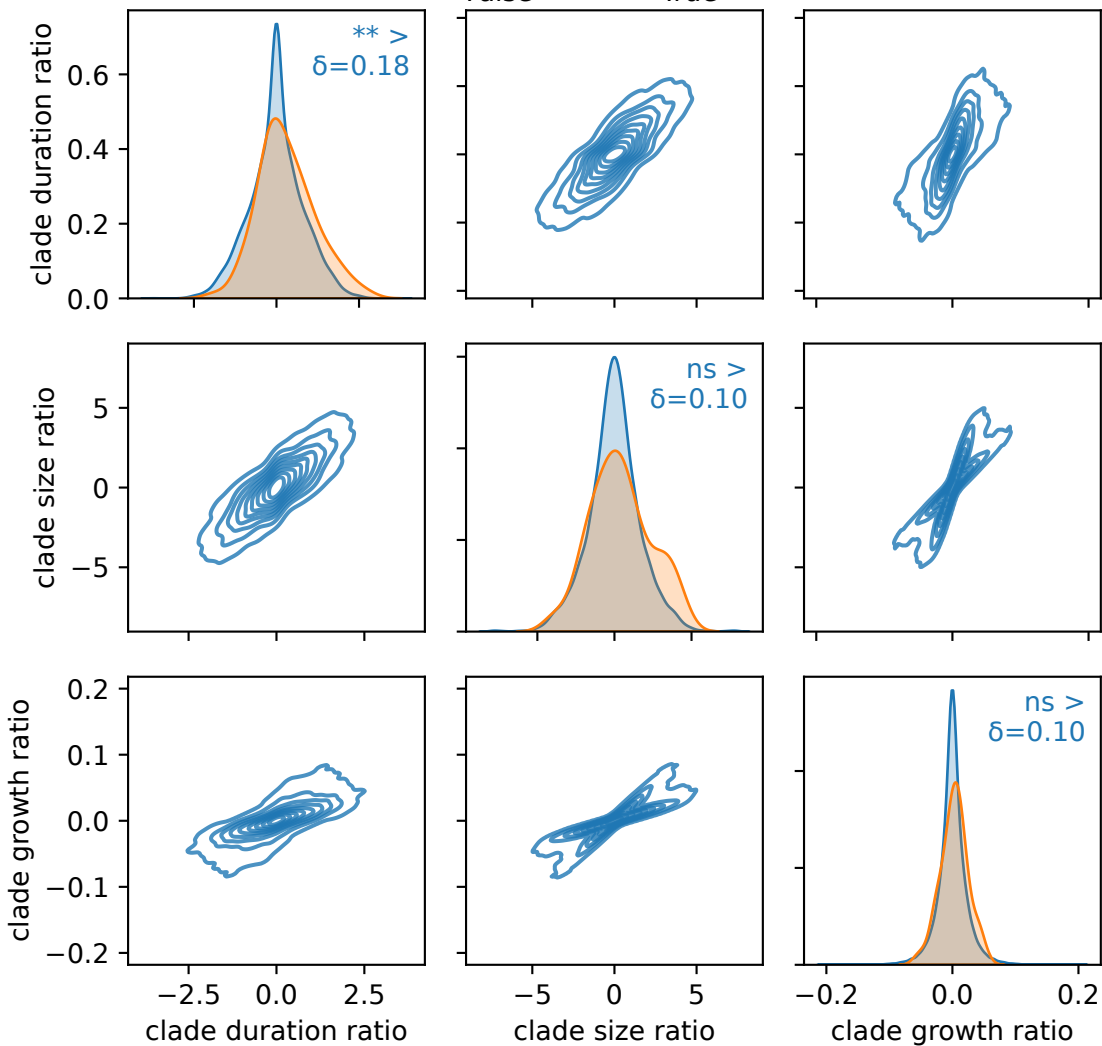 clade duration ratio
0.6
0.4
0.2
0.0
** >
δ=0.18
clade size ratio
5
0
−5
ns >
δ=0.10
clade growth ratio
0.2
0.1
0.0
−0.1
−0.2
ns >
δ=0.10
−2.5 0.0 2.5
clade duration ratio
−5 0 5
clade size ratio
−0.2 0.0 0.2
clade growth ratio